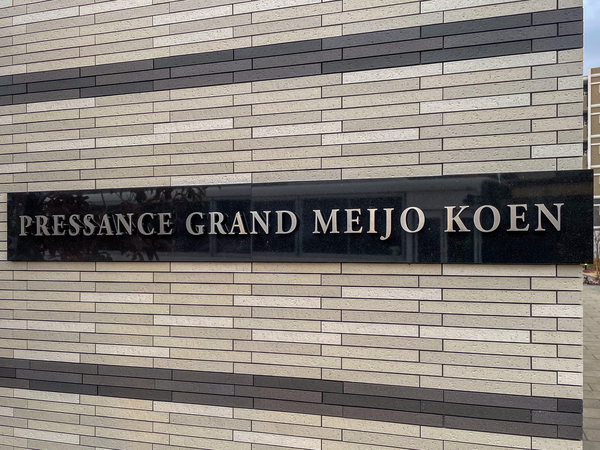 PRESSANCE GRAND MEIJO KOEN